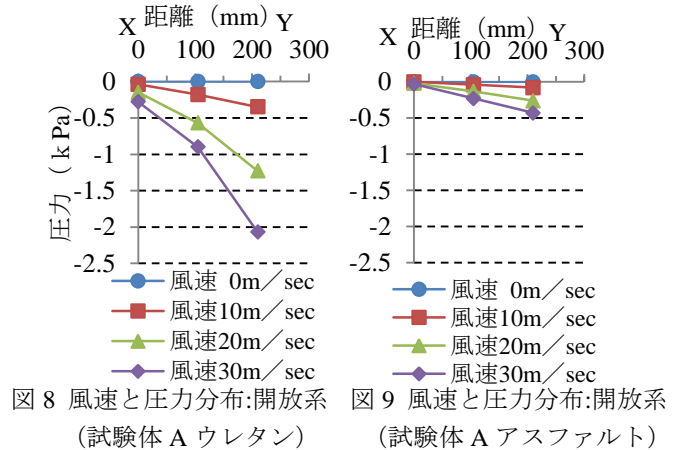 X 距離（mm）Y
0 100 200 300
0
-0.5
-1
-1.5
-2
-2.5
圧力（ｋPa）
風速 0m／sec
風速10m／sec
風速20m／sec
風速30m／sec
図 8 風速と圧力分布:開放系
（試験体 A ウレタン）
X 距離（mm）Y
0 100 200 300
0
-0.5
-1
-1.5
-2
-2.5
風速 0m／sec
風速10m／sec
風速20m／sec
風速30m／sec
図 9 風速と圧力分布:開放系
（試験体 A アスファルト）